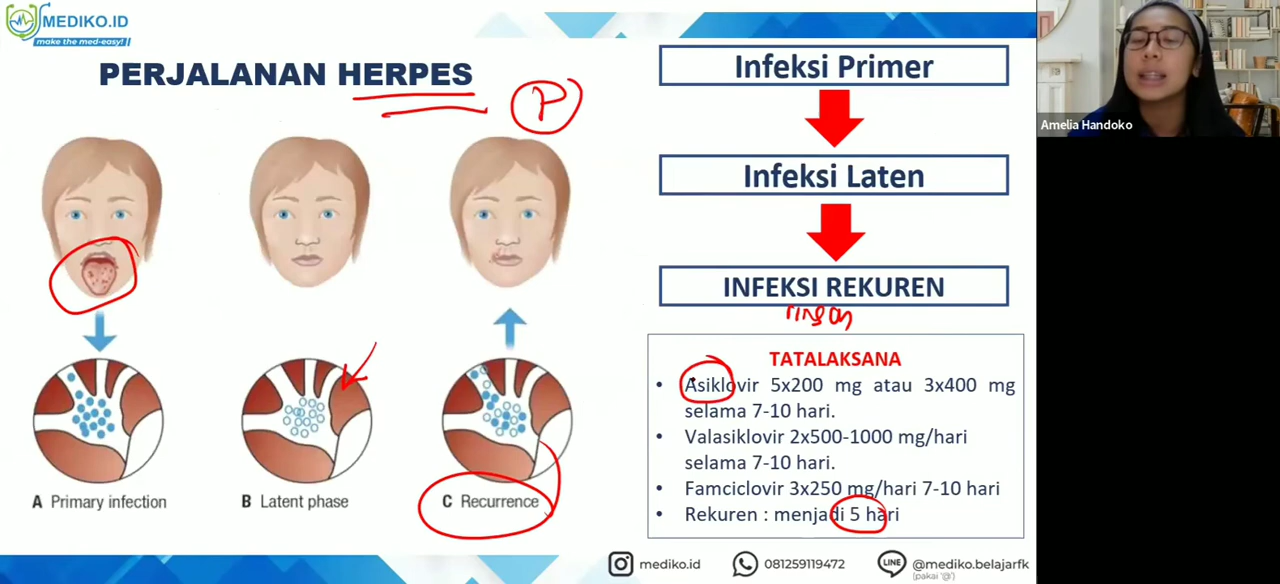 MEDIKO.ID
make the med-easy!
PERJALANAN HERPES
P
A Primary infection
B Latent phase
C Recurrence
Infeksi Primer
Infeksi Laten
INFEKSI REKUREN
ringan
TATALAKSANA
• Asiklovir 5x200 mg atau 3x400 mg
selama 7-10 hari.
• Valasiklovir 2x500-1000 mg/hari
selama 7-10 hari.
• Famciclovir 3x250 mg/hari 7-10 hari
• Rekuren : menjadi 5 hari
mediko.id
081259119472
LINE
@mediko.belajarfk
(pakai '@')
Amelia Handoko